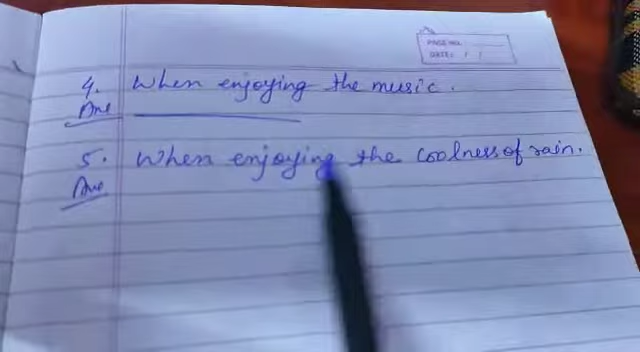 PAGE NO.
DATE: / /
4. When enjoying the music.
Ans
5. When enjoying the coolness of rain.
Ans